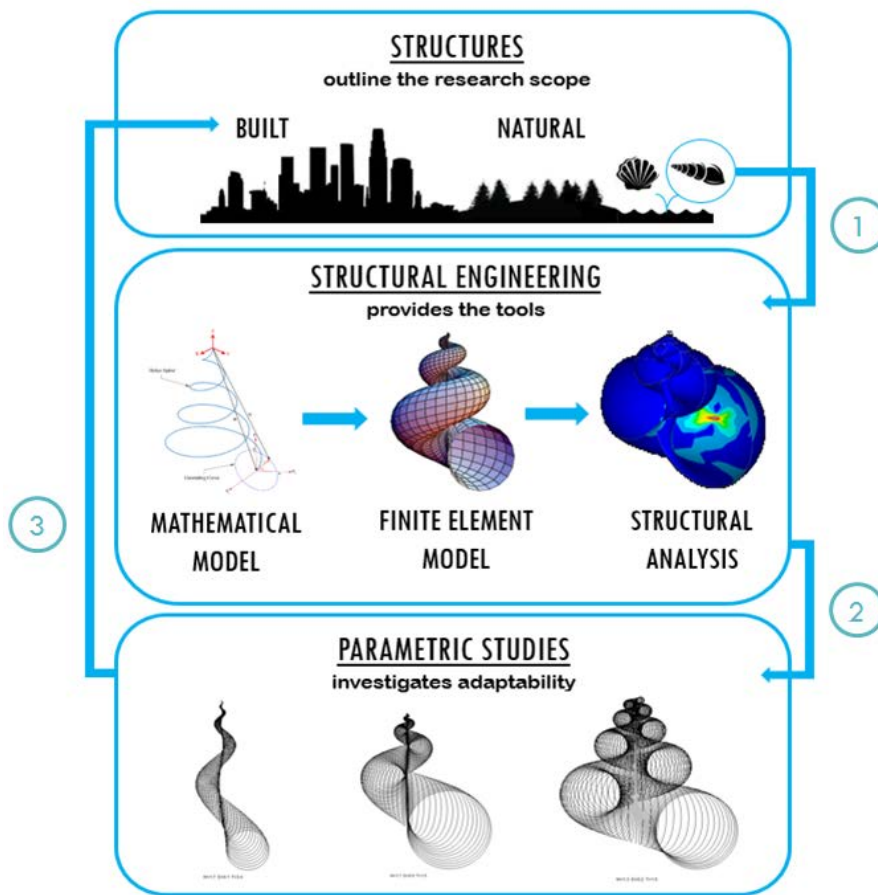 STRUCTURES
outline the research scope
BUILT
NATURAL
1
STRUCTURAL ENGINEERING
provides the tools
MATHEMATICAL
MODEL
FINITE ELEMENT
MODEL
STRUCTURAL
ANALYSIS
3
2
PARAMETRIC STUDIES
investigates adaptability